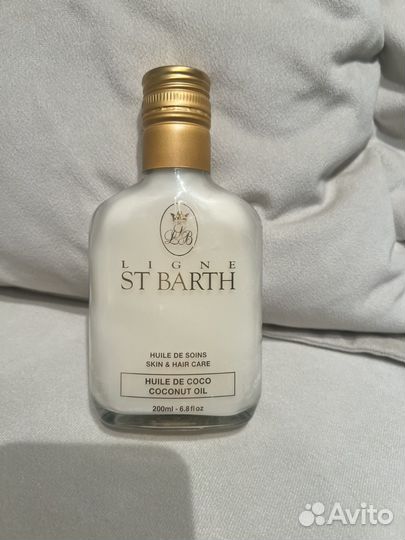 LSB
LIGNE
ST BARTH
HUILE DE SOINS
SKIN & HAIR CARE
HUILE DE COCO
COCONUT OIL
200ml - 6.8 fl oz
Avito